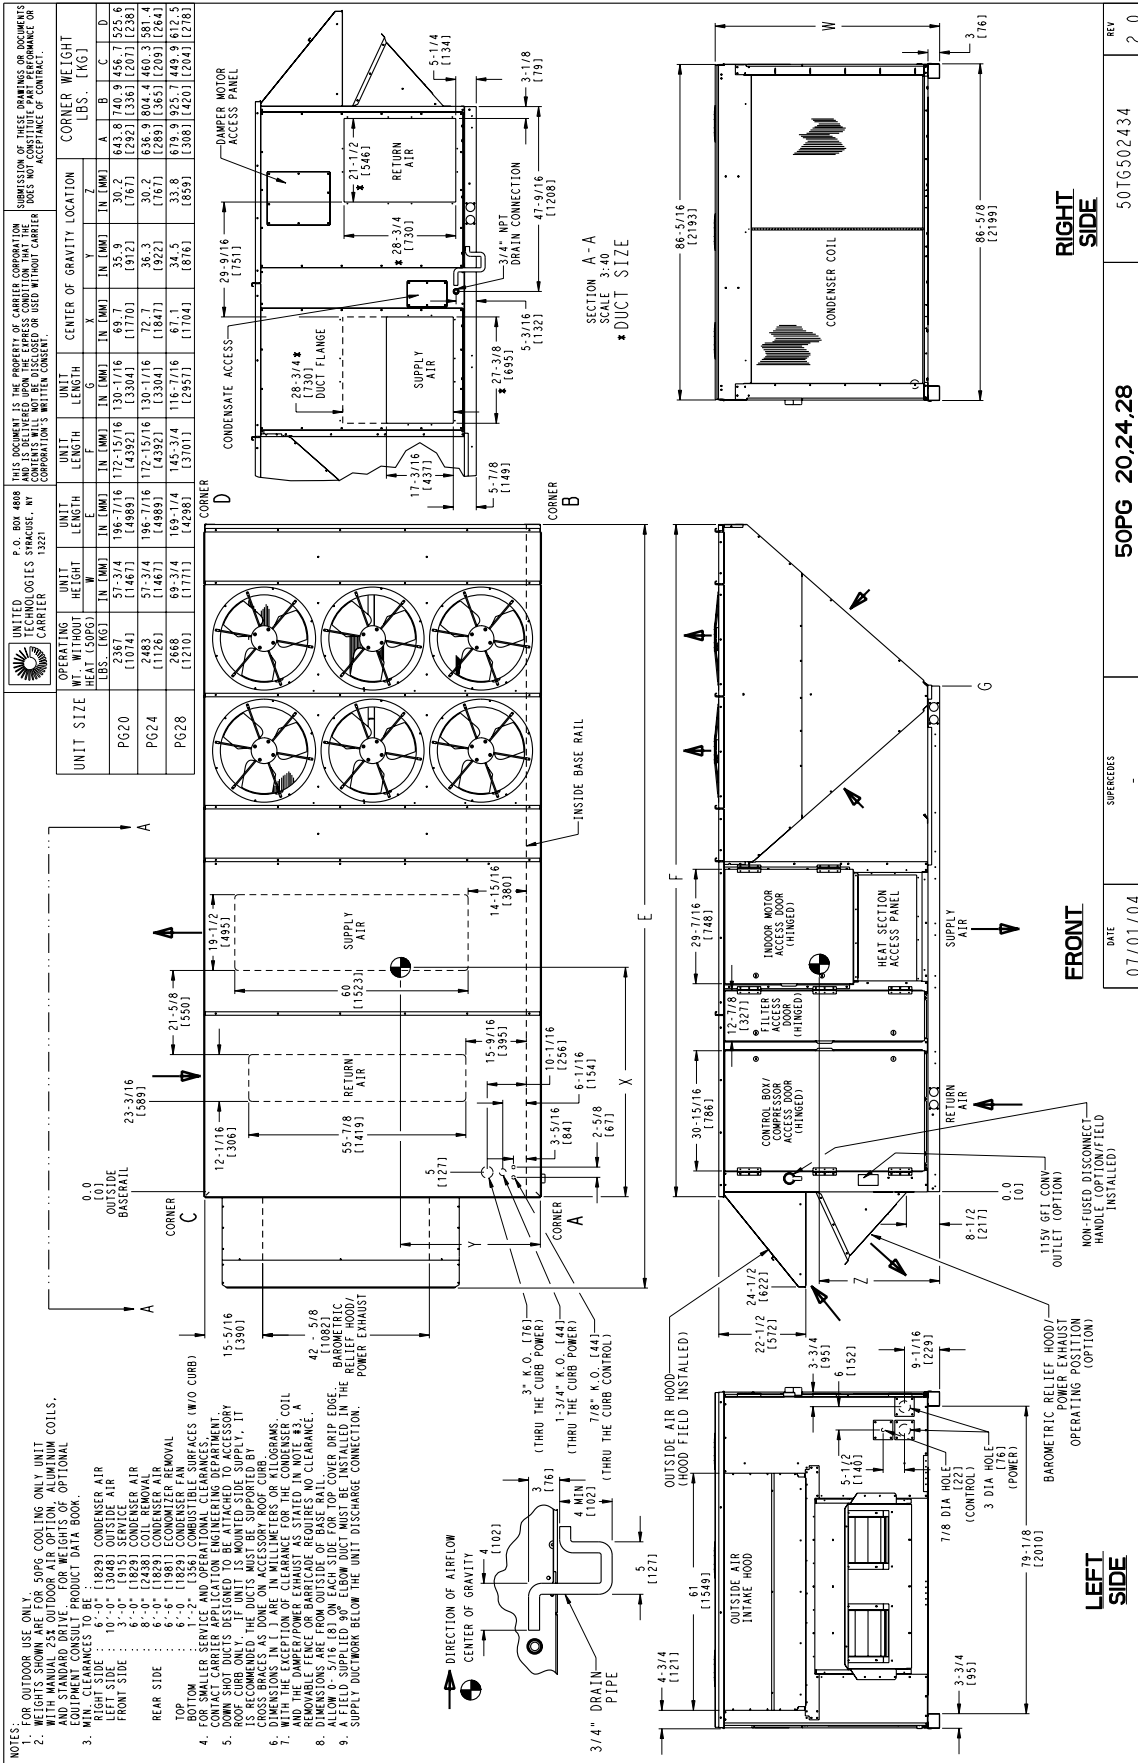 NOTES:
1. FOR OUTDOOR USE ONLY.
2. WEIGHTS SHOWN ARE FOR 50PG COOLING ONLY UNIT
WITH MANUAL 25% OUTDOOR AIR OPTION, ALUMINUM COILS,
AND STANDARD DRIVE. FOR WEIGHTS OF OPTIONAL
EQUIPMENT CONSULT PRODUCT DATA BOOK.
3. MIN. CLEARANCES TO BE :
RIGHT SIDE : 6'-0" [1829] CONDENSER AIR
LEFT SIDE : 10'-0" [3048] OUTSIDE AIR
FRONT SIDE : 3'-0" [915] SERVICE
6'-0" [1829] CONDENSER AIR
8'-0" [2438] COIL REMOVAL
REAR SIDE : 6'-0" [1829] CONDENSER AIR
6'-6" [1981] ECONOMIZER REMOVAL
TOP : 6'-0" [1829] CONDENSER FAN
BOTTOM : 1'-2" [356] COMBUSTIBLE SURFACES (W/O CURB)
4. FOR SMALLER SERVICE AND OPERATIONAL CLEARANCES,
CONTACT CARRIER APPLICATION ENGINEERING DEPARTMENT.
5. DOWN SHOT DUCTS DESIGNED TO BE ATTACHED TO ACCESSORY
ROOF CURB ONLY. IF UNIT IS MOUNTED SIDE SUPPLY, IT
IS RECOMMENDED THE DUCTS MUST BE SUPPORTED BY
CROSS BRACES AS DONE ON ACCESSORY ROOF CURB.
6. DIMENSIONS IN [ ] ARE IN MILLIMETERS OR KILOGRAMS.
7. WITH THE EXCEPTION OF CLEARANCE FOR THE CONDENSER COIL
AND THE DAMPER/POWER EXHAUST AS STATED IN NOTE #3, A
REMOVABLE FENCE OR BARRICADE REQUIRES NO CLEARANCE.
8. DIMENSIONS ARE FROM OUTSIDE OF BASE RAIL.
ALLOW 0- 5/16 [8] ON EACH SIDE FOR TOP COVER DRIP EDGE.
9. A FIELD SUPPLIED 90° ELBOW DUCT MUST BE INSTALLED IN THE
SUPPLY DUCTWORK BELOW THE UNIT DISCHARGE CONNECTION.
UNITED
TECHNOLOGIES
CARRIER
P.O. BOX 4808
SYRACUSE, NY
13221
THIS DOCUMENT IS THE PROPERTY OF CARRIER CORPORATION
AND IS DELIVERED UPON THE EXPRESS CONDITION THAT THE
CONTENTS WILL NOT BE DISCLOSED OR USED WITHOUT CARRIER
CORPORATION'S WRITTEN CONSENT.
SUBMISSION OF THESE DRAWINGS OR DOCUMENTS
DOES NOT CONSTITUTE PART PERFORMANCE OR
ACCEPTANCE OF CONTRACT.
UNIT SIZE
OPERATING WT. WITHOUT HEAT (50PG) LBS. [KG]
UNIT HEIGHT W IN [MM]
UNIT LENGTH E IN [MM]
UNIT LENGTH F IN [MM]
UNIT LENGTH G IN [MM]
CENTER OF GRAVITY LOCATION
X IN [MM] Y IN [MM] Z IN [MM]
CORNER WEIGHT LBS. [KG]
A B C D
PG20 2367 [1074] 57-3/4 [1467] 196-7/16 [4989] 172-15/16 [4392] 130-1/16 [3304] 69.7 [1770] 35.9 [912] 30.2 [767] 643.8 [292] 740.9 [336] 456.7 [207] 525.6 [238]
PG24 2483 [1126] 57-3/4 [1467] 196-7/16 [4989] 172-15/16 [4392] 130-1/16 [3304] 72.7 [1847] 36.3 [922] 30.2 [767] 636.9 [289] 804.4 [365] 460.3 [209] 581.4 [264]
PG28 2668 [1210] 69-3/4 [1771] 169-1/4 [4298] 145-3/4 [3701] 116-7/16 [2957] 67.1 [1704] 34.5 [876] 33.8 [859] 679.9 [308] 925.7 [420] 449.9 [204] 612.5 [278]
A
A
0.0
[0]
OUTSIDE
BASERAIL
CORNER
C
CORNER
D
CORNER
A
CORNER
B
23-3/16
[589]
21-5/8
[550]
19-1/2
[495]
12-1/16
[306]
RETURN
AIR
55-7/8
[1419]
SUPPLY
AIR
60
[1523]
14-15/16
[380]
15-9/16
[395]
10-1/16
[256]
6-1/16
[154]
3-5/16
[84]
2-5/8
[67]
5
[127]
INSIDE BASE RAIL
X
Y
E
15-5/16
[390]
42 - 5/8
[1082]
BAROMETRIC
RELIEF HOOD/
POWER EXHAUST
3" K.O. [76]
(THRU THE CURB POWER)
1-3/4" K.O. [44]
(THRU THE CURB POWER)
7/8" K.O. [44]
(THRU THE CURB CONTROL)
DIRECTION OF AIRFLOW
CENTER OF GRAVITY
4
[102]
3
[76]
4 MIN
[102]
5
[127]
3/4" DRAIN
PIPE
CONDENSATE ACCESS
29-9/16
[751]
DAMPER MOTOR
ACCESS PANEL
28-3/4*
[730]
DUCT FLANGE
SUPPLY
AIR
17-3/16
[437]
5-7/8
[149]
* 27-3/8
[695]
5-3/16
[132]
* 28-3/4
[730]
* 21-1/2
[546]
RETURN
AIR
3/4" NPT
DRAIN CONNECTION
47-9/16
[1208]
5-1/4
[134]
3-1/8
[79]
SECTION A-A
SCALE 3:40
*DUCT SIZE
OUTSIDE AIR HOOD
(HOOD FIELD INSTALLED)
22-1/2
[572]
24-1/2
[622]
Z
8-1/2
[217]
0.0
[0]
F
30-15/16
[786]
12-7/8
[327]
29-7/16
[748]
CONTROL BOX/
COMPRESSOR
ACCESS DOOR
(HINGED)
FILTER
ACCESS
DOOR
(HINGED)
INDOOR MOTOR
ACCESS DOOR
(HINGED)
HEAT SECTION
ACCESS PANEL
RETURN
AIR
SUPPLY
AIR
G
115V GFI CONV
OUTLET (OPTION)
NON-FUSED DISCONNECT
HANDLE (OPTION/FIELD
INSTALLED)
BAROMETRIC RELIEF HOOD/
POWER EXHAUST
OPERATING POSITION
(OPTION)
FRONT
4-3/4
[121]
61
[1549]
OUTSIDE AIR
INTAKE HOOD
3-3/4
[95]
6
[152]
9-1/16
[229]
5-1/2
[140]
7/8 DIA HOLE
[22]
(CONTROL)
3 DIA HOLE
[76]
(POWER)
3-3/4
[95]
79-1/8
[2010]
LEFT
SIDE
86-5/16
[2193]
W
3
[76]
CONDENSER COIL
86-5/8
[2199]
RIGHT
SIDE
DATE
07/01/04
SUPERCEDES
-
50PG 20,24,28
50TG502434
REV
2.0